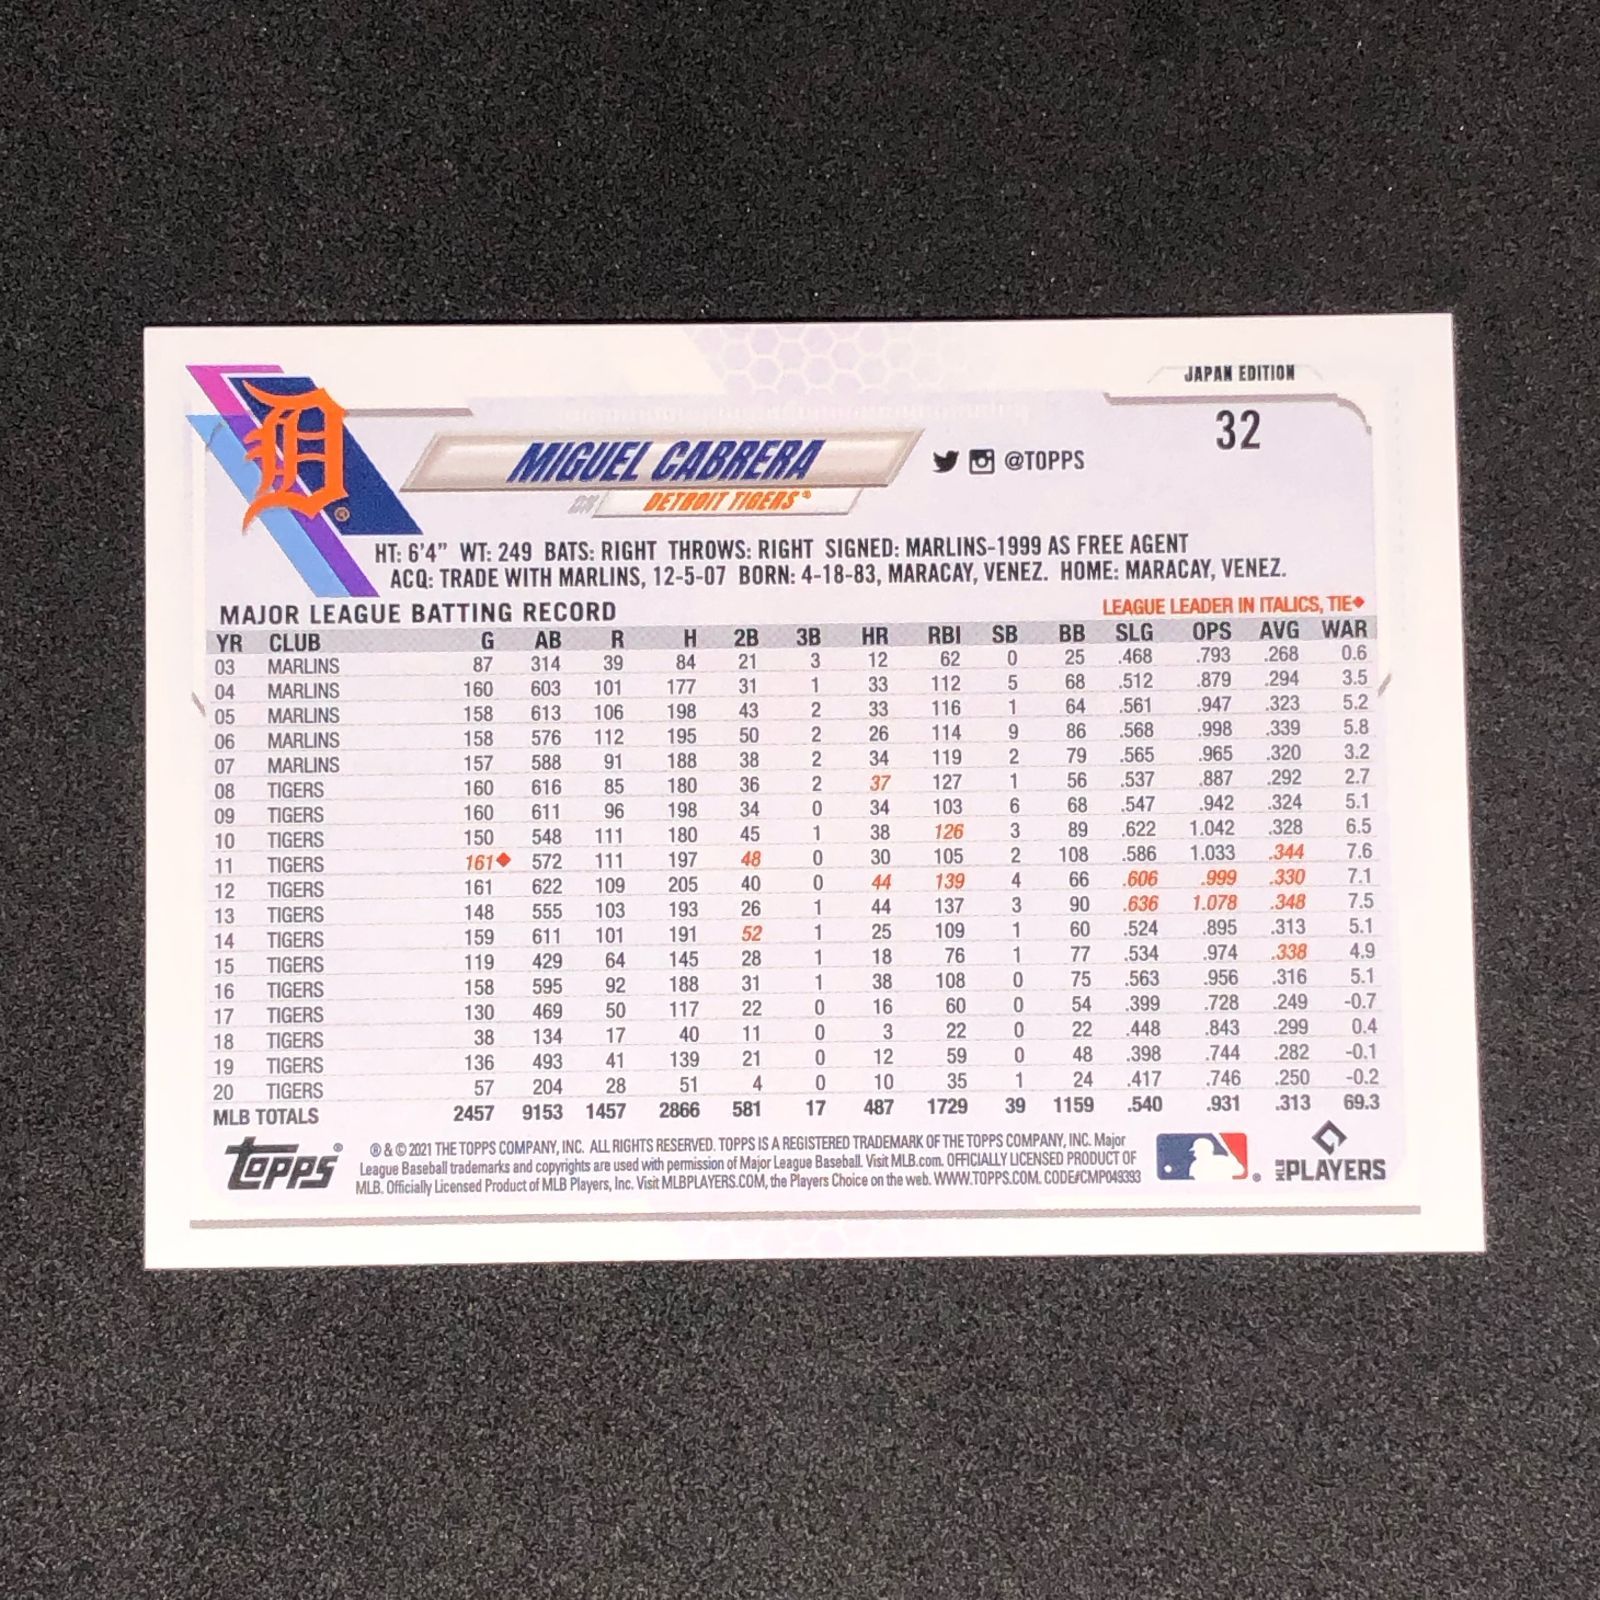 JAPAN EDITION
32
D
®
MIGUEL CABRERA
@TOPPS
DETROIT TIGERS®
HT: 6'4" WT: 249 BATS: RIGHT THROWS: RIGHT SIGNED: MARLINS-1999 AS FREE AGENT
ACQ: TRADE WITH MARLINS, 12-5-07 BORN: 4-18-83, MARACAY, VENEZ. HOME: MARACAY, VENEZ.
MAJOR LEAGUE BATTING RECORD LEAGUE LEADER IN ITALICS, TIE◆
YR CLUB G AB R H 2B 3B HR RBI SB BB SLG OPS AVG WAR
03 MARLINS 87 314 39 84 21 3 12 62 0 25 .468 .793 .268 0.6
04 MARLINS 160 603 101 177 31 1 33 112 5 68 .512 .879 .294 3.5
05 MARLINS 158 613 106 198 43 2 33 116 1 64 .561 .947 .323 5.2
06 MARLINS 158 576 112 195 50 2 26 114 9 86 .568 .998 .339 5.8
07 MARLINS 157 588 91 188 38 2 34 119 2 79 .565 .965 .320 3.2
08 TIGERS 160 616 85 180 36 2 37 127 1 56 .537 .887 .292 2.7
09 TIGERS 160 611 96 198 34 0 34 103 6 68 .547 .942 .324 5.1
10 TIGERS 150 548 111 180 45 1 38 126 3 89 .622 1.042 .328 6.5
11 TIGERS 161◆ 572 111 197 48 0 30 105 2 108 .586 1.033 .344 7.6
12 TIGERS 161 622 109 205 40 0 44 139 4 66 .606 .999 .330 7.1
13 TIGERS 148 555 103 193 26 1 44 137 3 90 .636 1.078 .348 7.5
14 TIGERS 159 611 101 191 52 1 25 109 1 60 .524 .895 .313 5.1
15 TIGERS 119 429 64 145 28 1 18 76 1 77 .534 .974 .338 4.9
16 TIGERS 158 595 92 188 31 1 38 108 0 75 .563 .956 .316 5.1
17 TIGERS 130 469 50 117 22 0 16 60 0 54 .399 .728 .249 -0.7
18 TIGERS 38 134 17 40 11 0 3 22 0 22 .448 .843 .299 0.4
19 TIGERS 136 493 41 139 21 0 12 59 0 48 .398 .744 .282 -0.1
20 TIGERS 57 204 28 51 4 0 10 35 1 24 .417 .746 .250 -0.2
MLB TOTALS 2457 9153 1457 2866 581 17 487 1729 39 1159 .540 .931 .313 69.3
TOPPS®
® & © 2021 THE TOPPS COMPANY, INC. ALL RIGHTS RESERVED. TOPPS IS A REGISTERED TRADEMARK OF THE TOPPS COMPANY, INC. Major
League Baseball trademarks and copyrights are used with permission of Major League Baseball. Visit MLB.com. OFFICIALLY LICENSED PRODUCT OF
MLB. Officially Licensed Product of MLB Players, Inc. Visit MLBPLAYERS.COM, the Players Choice on the web. WWW.TOPPS.COM. CODE#CMP049393
®
MLB PLAYERS